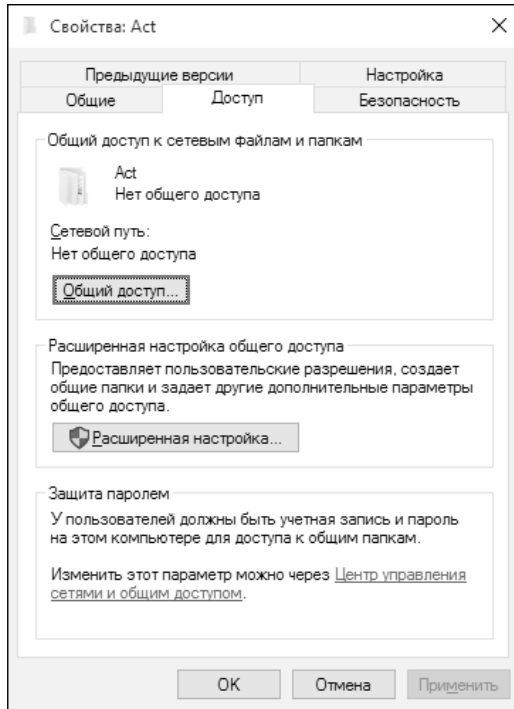 Свойства: Act
Предыдущие версии
Настройка
Общие
Доступ
Безопасность
Общий доступ к сетевым файлам и папкам
Act
Нет общего доступа
Сетевой путь:
Нет общего доступа
Общий доступ...
Расширенная настройка общего доступа
Предоставляет пользовательские разрешения, создает
общие папки и задает другие дополнительные параметры
общего доступа.
Расширенная настройка...
Защита паролем
У пользователей должны быть учетная запись и пароль
на этом компьютере для доступа к общим папкам.
Изменить этот параметр можно через Центр управления
сетями и общим доступом.
OK
Отмена
Применить